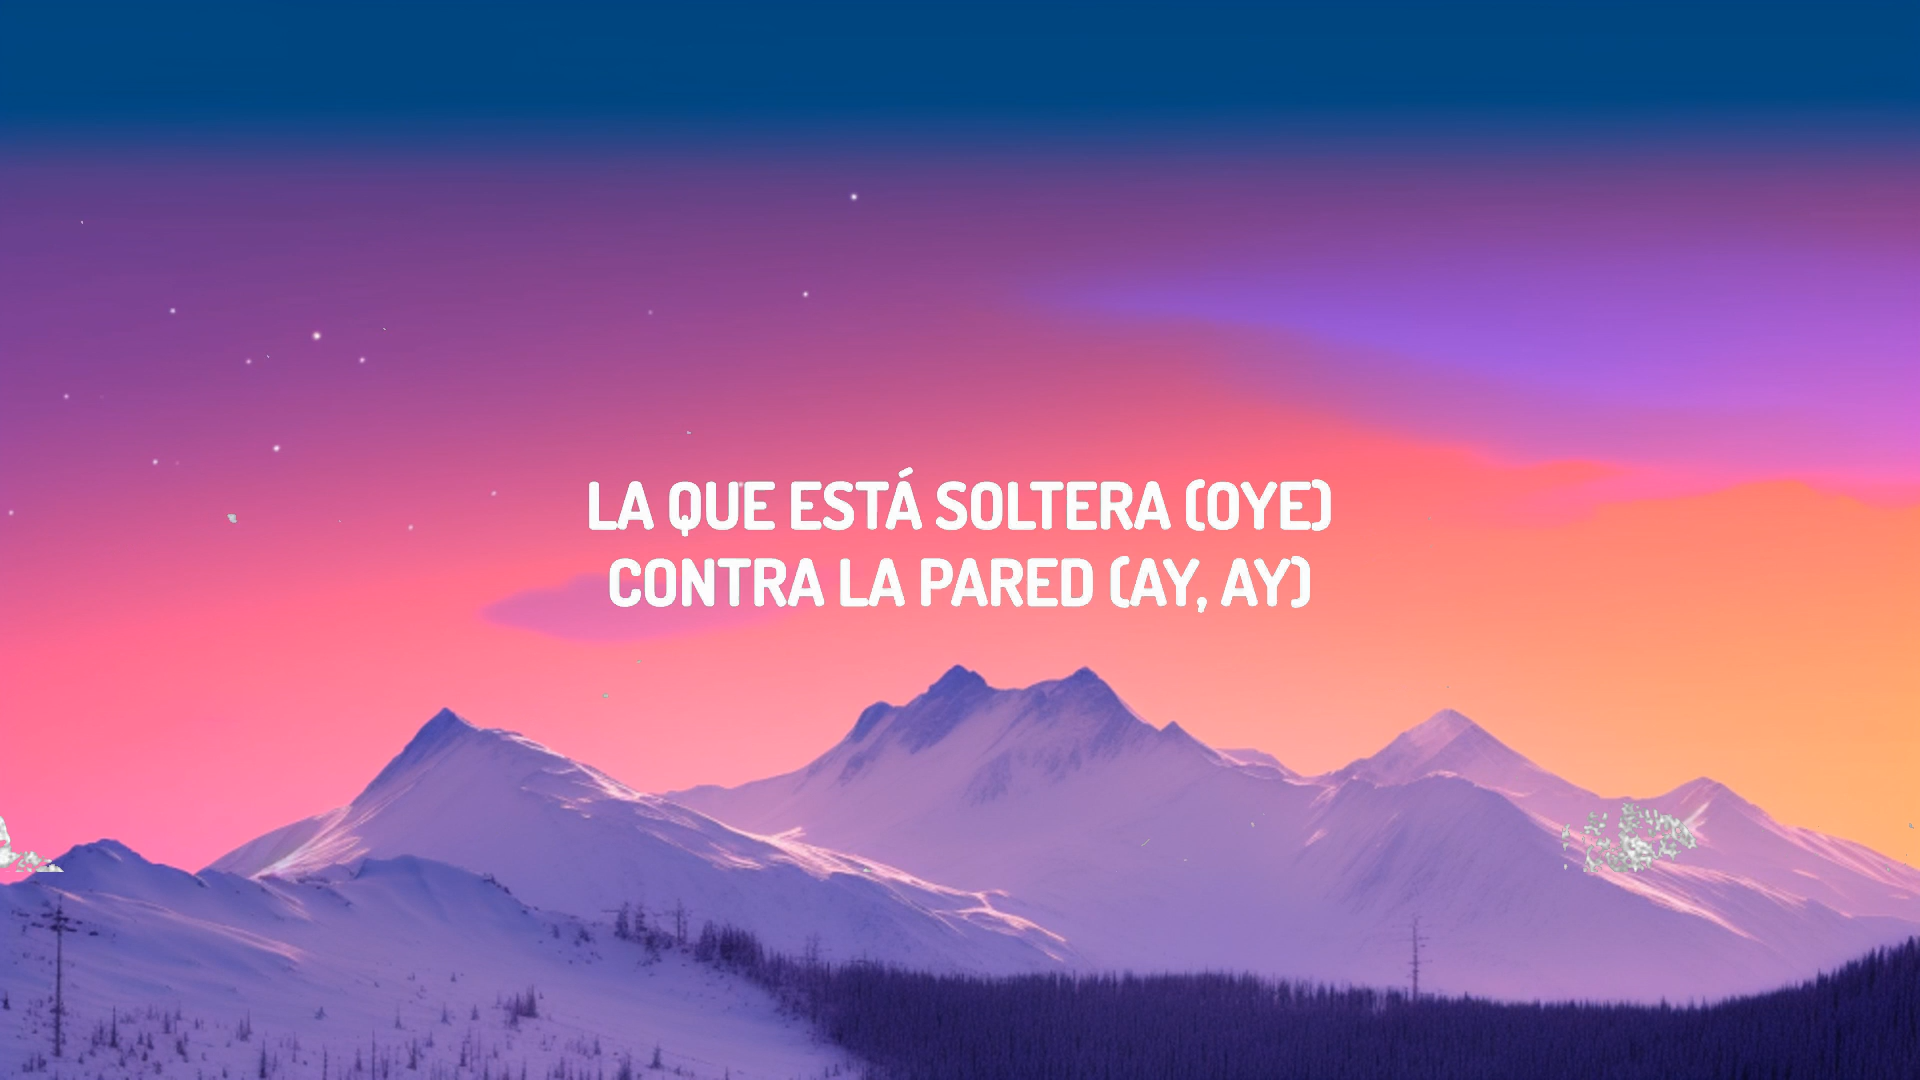 LA QUE ESTÁ SOLTERA (OYE)
CONTRA LA PARED (AY, AY)